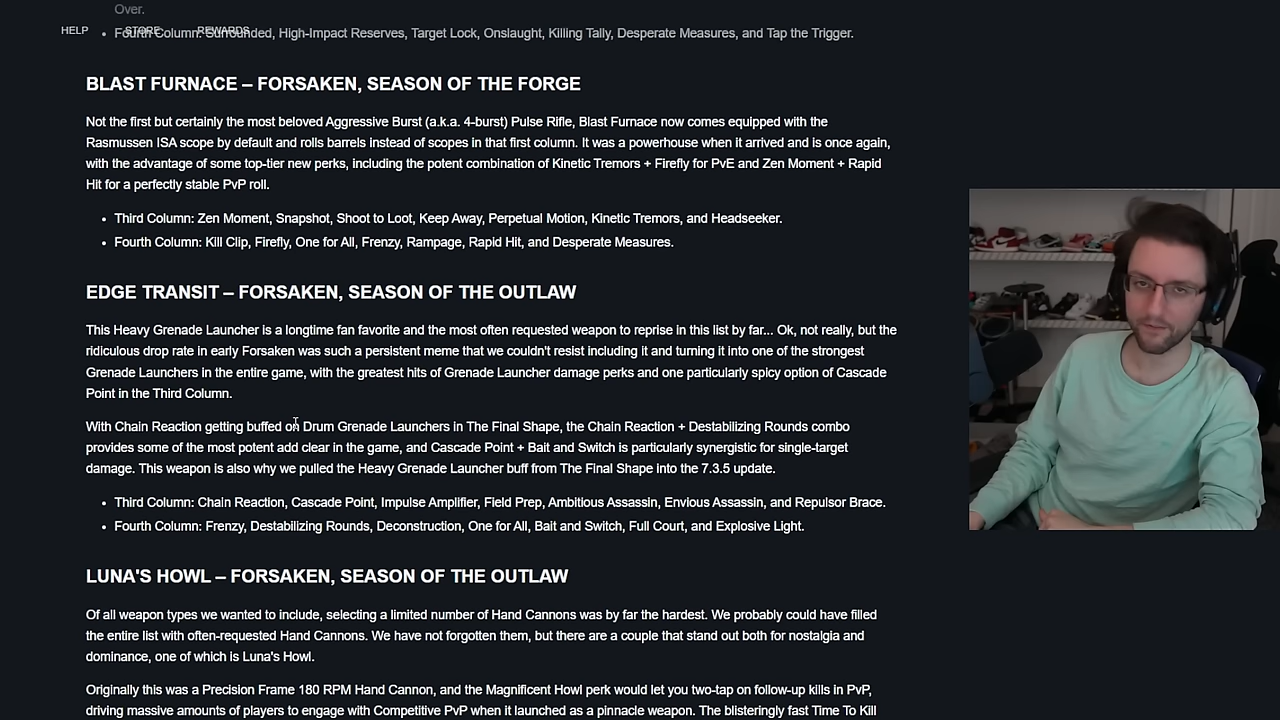 Over.
HELP STORE REWARDS
• Fourth Column: Surrounded, High-Impact Reserves, Target Lock, Onslaught, Killing Tally, Desperate Measures, and Tap the Trigger.
BLAST FURNACE – FORSAKEN, SEASON OF THE FORGE
Not the first but certainly the most beloved Aggressive Burst (a.k.a. 4-burst) Pulse Rifle, Blast Furnace now comes equipped with the
Rasmussen ISA scope by default and rolls barrels instead of scopes in that first column. It was a powerhouse when it arrived and is once again,
with the advantage of some top-tier new perks, including the potent combination of Kinetic Tremors + Firefly for PvE and Zen Moment + Rapid
Hit for a perfectly stable PvP roll.
• Third Column: Zen Moment, Snapshot, Shoot to Loot, Keep Away, Perpetual Motion, Kinetic Tremors, and Headseeker.
• Fourth Column: Kill Clip, Firefly, One for All, Frenzy, Rampage, Rapid Hit, and Desperate Measures.
EDGE TRANSIT – FORSAKEN, SEASON OF THE OUTLAW
This Heavy Grenade Launcher is a longtime fan favorite and the most often requested weapon to reprise in this list by far... Ok, not really, but the
ridiculous drop rate in early Forsaken was such a persistent meme that we couldn't resist including it and turning it into one of the strongest
Grenade Launchers in the entire game, with the greatest hits of Grenade Launcher damage perks and one particularly spicy option of Cascade
Point in the Third Column.
With Chain Reaction getting buffed on Drum Grenade Launchers in The Final Shape, the Chain Reaction + Destabilizing Rounds combo
provides some of the most potent add clear in the game, and Cascade Point + Bait and Switch is particularly synergistic for single-target
damage. This weapon is also why we pulled the Heavy Grenade Launcher buff from The Final Shape into the 7.3.5 update.
• Third Column: Chain Reaction, Cascade Point, Impulse Amplifier, Field Prep, Ambitious Assassin, Envious Assassin, and Repulsor Brace.
• Fourth Column: Frenzy, Destabilizing Rounds, Deconstruction, One for All, Bait and Switch, Full Court, and Explosive Light.
LUNA'S HOWL – FORSAKEN, SEASON OF THE OUTLAW
Of all weapon types we wanted to include, selecting a limited number of Hand Cannons was by far the hardest. We probably could have filled
the entire list with often-requested Hand Cannons. We have not forgotten them, but there are a couple that stand out both for nostalgia and
dominance, one of which is Luna's Howl.
Originally this was a Precision Frame 180 RPM Hand Cannon, and the Magnificent Howl perk would let you two-tap on follow-up kills in PvP,
driving massive amounts of players to engage with Competitive PvP when it launched as a pinnacle weapon. The blisteringly fast Time To Kill